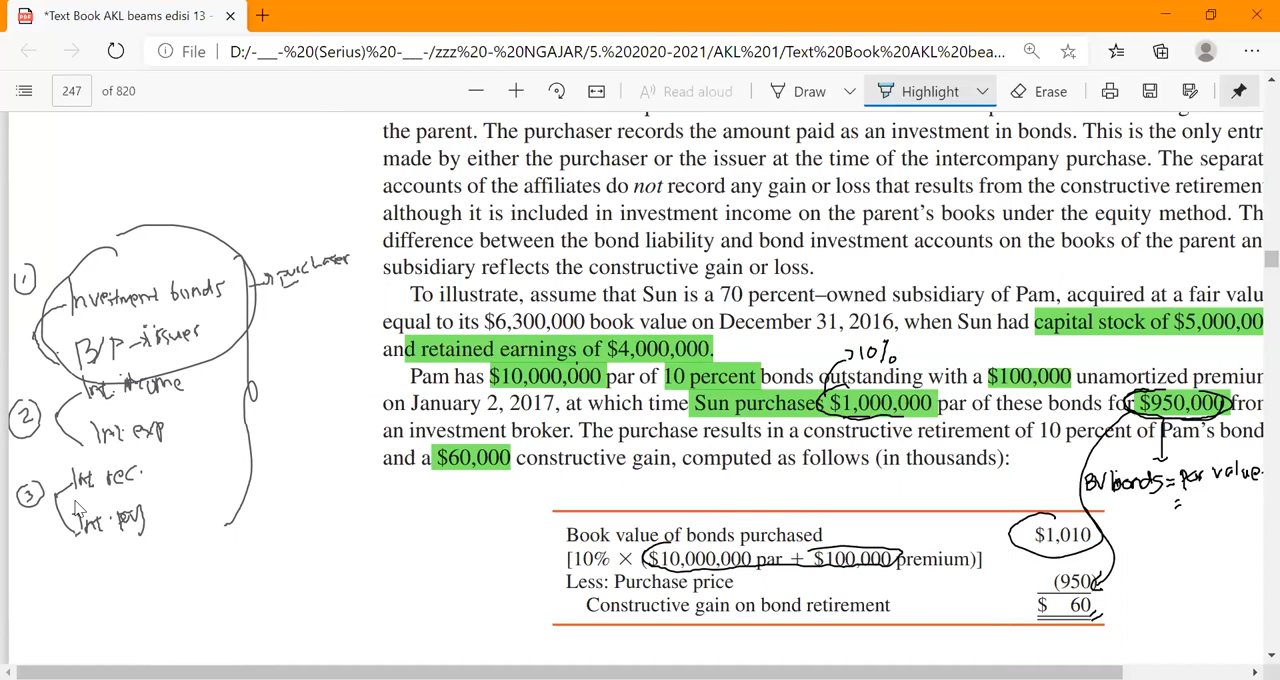 *Text Book AKL beams edisi 13 -
File
D:/-___-%20(Serius)%20-___-/zzz%20-%20NGAJAR/5.%202020-2021/AKL%201/Text%20Book%20AKL%20bea...
247 of 820
Read aloud
Draw
Highlight
Erase
the parent. The purchaser records the amount paid as an investment in bonds. This is the only entr
made by either the purchaser or the issuer at the time of the intercompany purchase. The separat
accounts of the affiliates do not record any gain or loss that results from the constructive retiremen
although it is included in investment income on the parent's books under the equity method. Th
difference between the bond liability and bond investment accounts on the books of the parent an
subsidiary reflects the constructive gain or loss.
To illustrate, assume that Sun is a 70 percent–owned subsidiary of Pam, acquired at a fair valu
equal to its $6,300,000 book value on December 31, 2016, when Sun had capital stock of $5,000,00
and retained earnings of $4,000,000.
10%
Pam has $10,000,000 par of 10 percent bonds outstanding with a $100,000 unamortized premiur
on January 2, 2017, at which time Sun purchases $1,000,000 par of these bonds for $950,000 fron
an investment broker. The purchase results in a constructive retirement of 10 percent of Pam's bond
and a $60,000 constructive gain, computed as follows (in thousands):
BV bonds = par value
Book value of bonds purchased $1,010
[10% × ($10,000,000 par + $100,000 premium)]
Less: Purchase price (950)
Constructive gain on bond retirement $ 60
1 Investment bonds
purchaser
B/P - issuer
2 Int income
Int exp
3 Int rec.
Int. pay